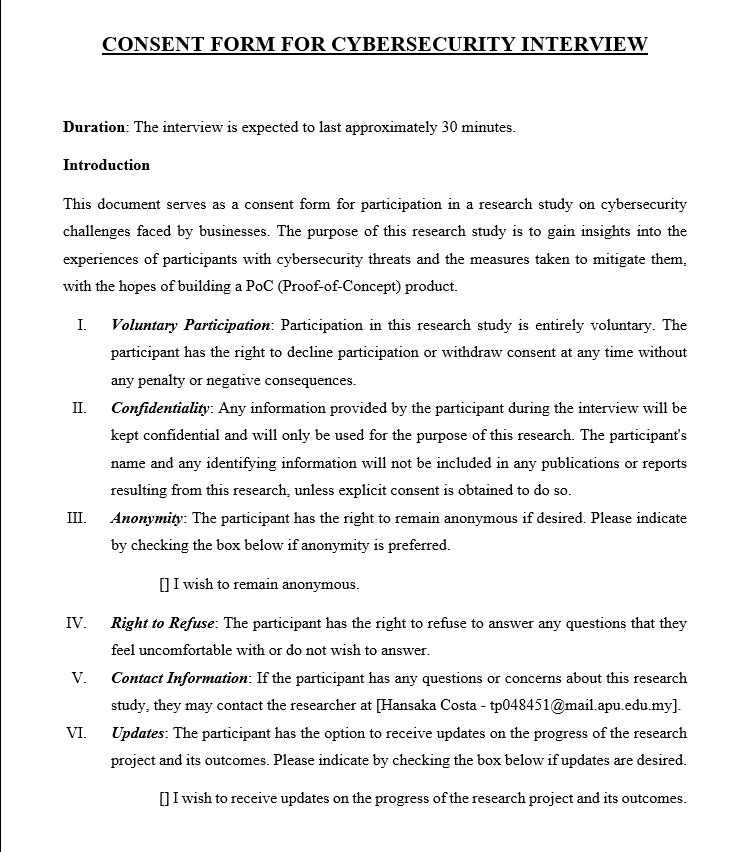 CONSENT FORM FOR CYBERSECURITY INTERVIEW
Duration: The interview is expected to last approximately 30 minutes.
Introduction
This document serves as a consent form for participation in a research study on cybersecurity
challenges faced by businesses. The purpose of this research study is to gain insights into the
experiences of participants with cybersecurity threats and the measures taken to mitigate them,
with the hopes of building a PoC (Proof-of-Concept) product.
I. Voluntary Participation: Participation in this research study is entirely voluntary. The
participant has the right to decline participation or withdraw consent at any time without
any penalty or negative consequences.
II. Confidentiality: Any information provided by the participant during the interview will be
kept confidential and will only be used for the purpose of this research. The participant's
name and any identifying information will not be included in any publications or reports
resulting from this research, unless explicit consent is obtained to do so.
III. Anonymity: The participant has the right to remain anonymous if desired. Please indicate
by checking the box below if anonymity is preferred.
[] I wish to remain anonymous.
IV. Right to Refuse: The participant has the right to refuse to answer any questions that they
feel uncomfortable with or do not wish to answer.
V. Contact Information: If the participant has any questions or concerns about this research
study, they may contact the researcher at [Hansaka Costa - tp048451@mail.apu.edu.my].
VI. Updates: The participant has the option to receive updates on the progress of the research
project and its outcomes. Please indicate by checking the box below if updates are desired.
[] I wish to receive updates on the progress of the research project and its outcomes.